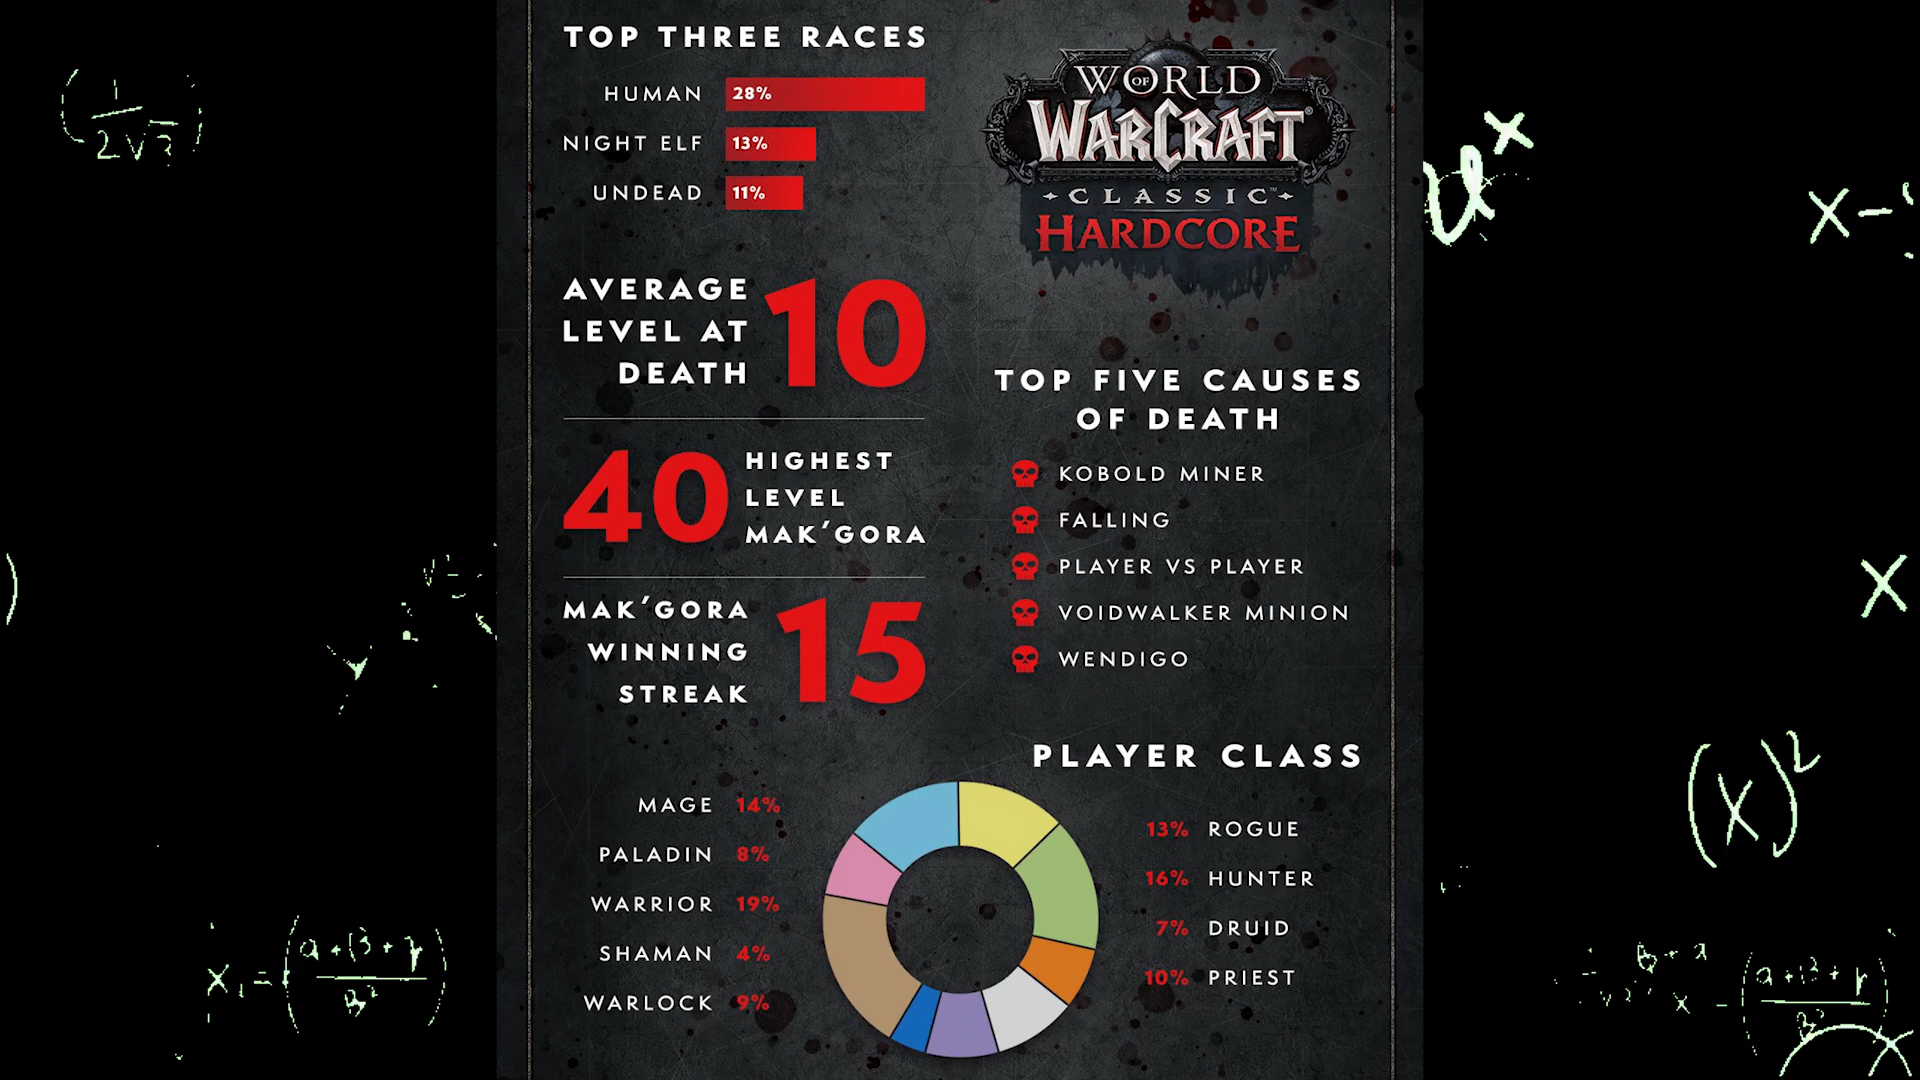 TOP THREE RACES
HUMAN 28%
NIGHT ELF 13%
UNDEAD 11%
WORLD OF
WARCRAFT
CLASSIC™
HARDCORE
AVERAGE
LEVEL AT
DEATH
10
40
HIGHEST
LEVEL
MAK'GORA
MAK'GORA
WINNING
STREAK
15
TOP FIVE CAUSES
OF DEATH
KOBOLD MINER
FALLING
PLAYER VS PLAYER
VOIDWALKER MINION
WENDIGO
PLAYER CLASS
MAGE 14%
PALADIN 8%
WARRIOR 19%
SHAMAN 4%
WARLOCK 9%
13% ROGUE
16% HUNTER
7% DRUID
10% PRIEST
x
(x)²